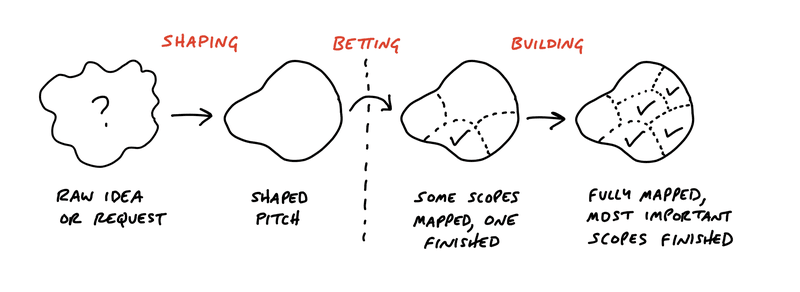 SHAPING
BETTING
BUILDING
?
RAW IDEA
OR REQUEST
SHAPED
PITCH
SOME SCOPES
MAPPED, ONE
FINISHED
FULLY MAPPED,
MOST IMPORTANT
SCOPES FINISHED